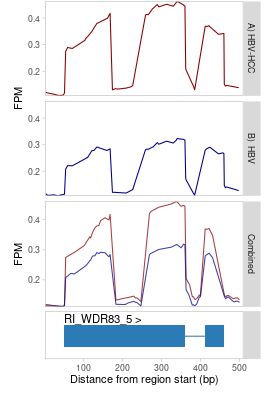 0.4
0.3
0.2
A) HBV-HCC
FPM
0.4
0.3
0.2
B) HBV
0.4
0.3
0.2
FPM
Combined
RI_WDR83_5 >
100 200 300 400 500
Distance from region start (bp)